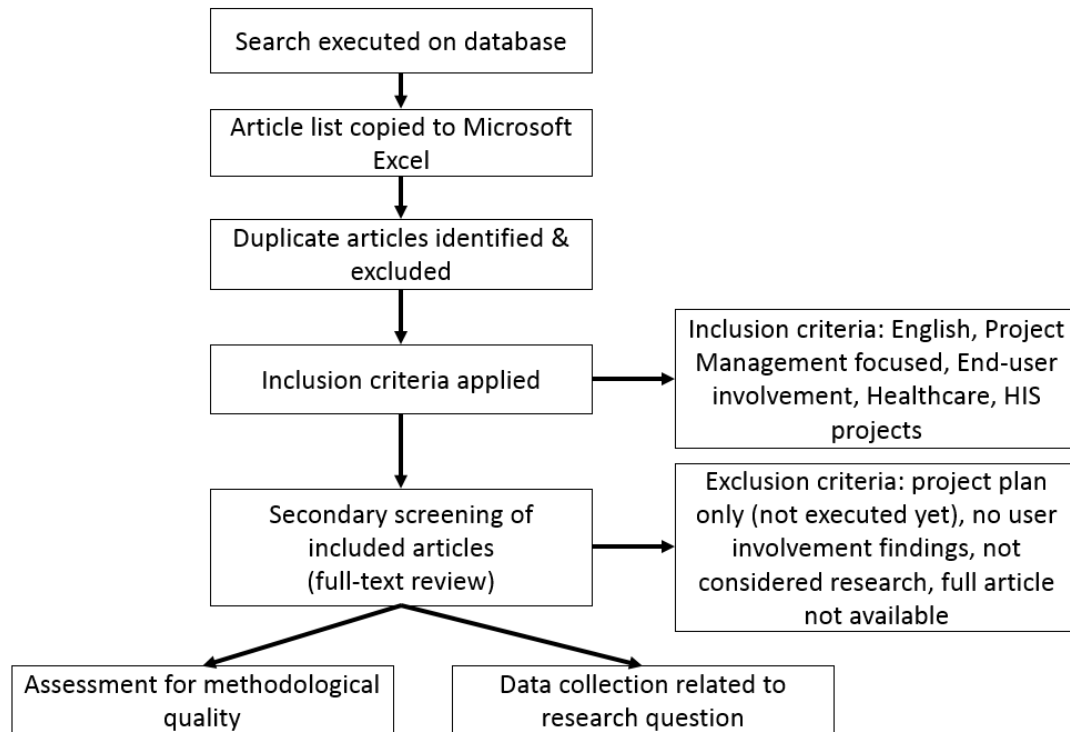 Search executed on database
Article list copied to Microsoft
Excel
Duplicate articles identified &
excluded
Inclusion criteria applied
Inclusion criteria: English, Project
Management focused, End-user
involvement, Healthcare, HIS
projects
Secondary screening of
included articles
(full-text review)
Exclusion criteria: project plan
only (not executed yet), no user
involvement findings, not
considered research, full article
not available
Assessment for methodological
quality
Data collection related to
research question